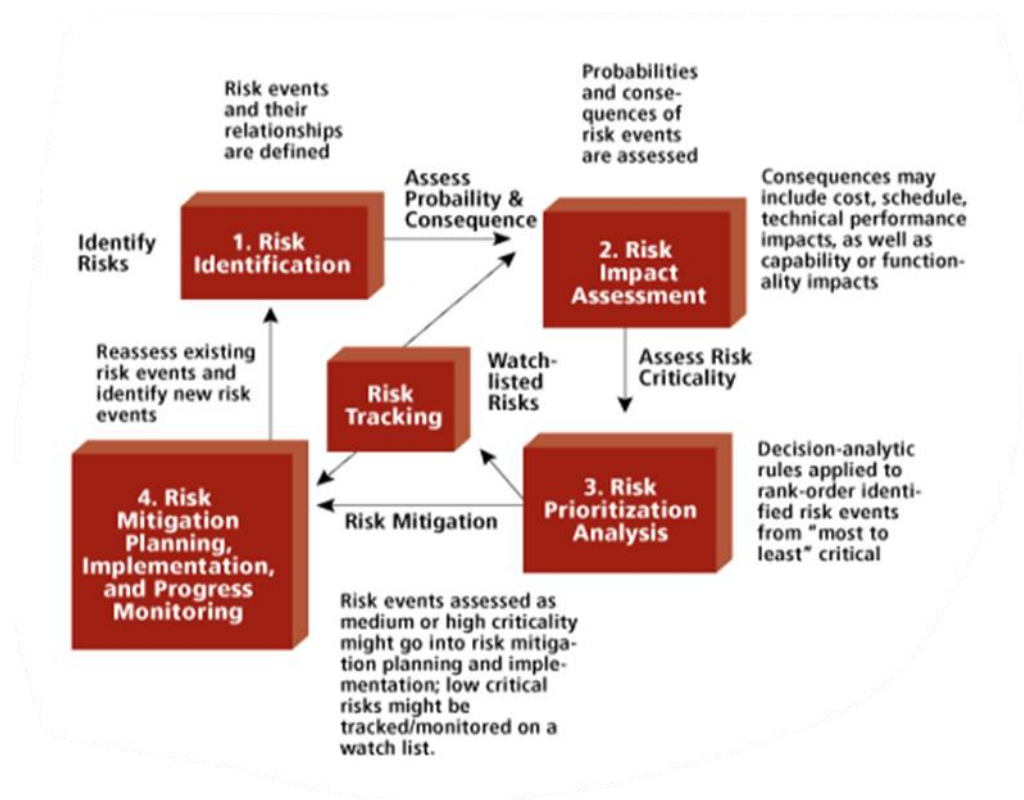 Risk events
and their
relationships
are defined
Probabilities
and conse-
quences of
risk events
are assessed
Assess
Probaility &
Consequence
Consequences may
include cost, schedule,
technical performance
impacts, as well as
capability or function-
ality impacts
Identify
Risks
1. Risk
Identification
2. Risk
Impact
Assessment
Reassess existing
risk events and
identify new risk
events
Risk
Tracking
Watch-
listed
Risks
Assess Risk
Criticality
4. Risk
Mitigation
Planning,
Implementation,
and Progress
Monitoring
Risk Mitigation
3. Risk
Prioritization
Analysis
Decision-analytic
rules applied to
rank-order identi-
fied risk events
from "most to
least" critical
Risk events assessed as
medium or high criticality
might go into risk mitiga-
tion planning and imple-
mentation; low critical
risks might be
tracked/monitored on a
watch list.